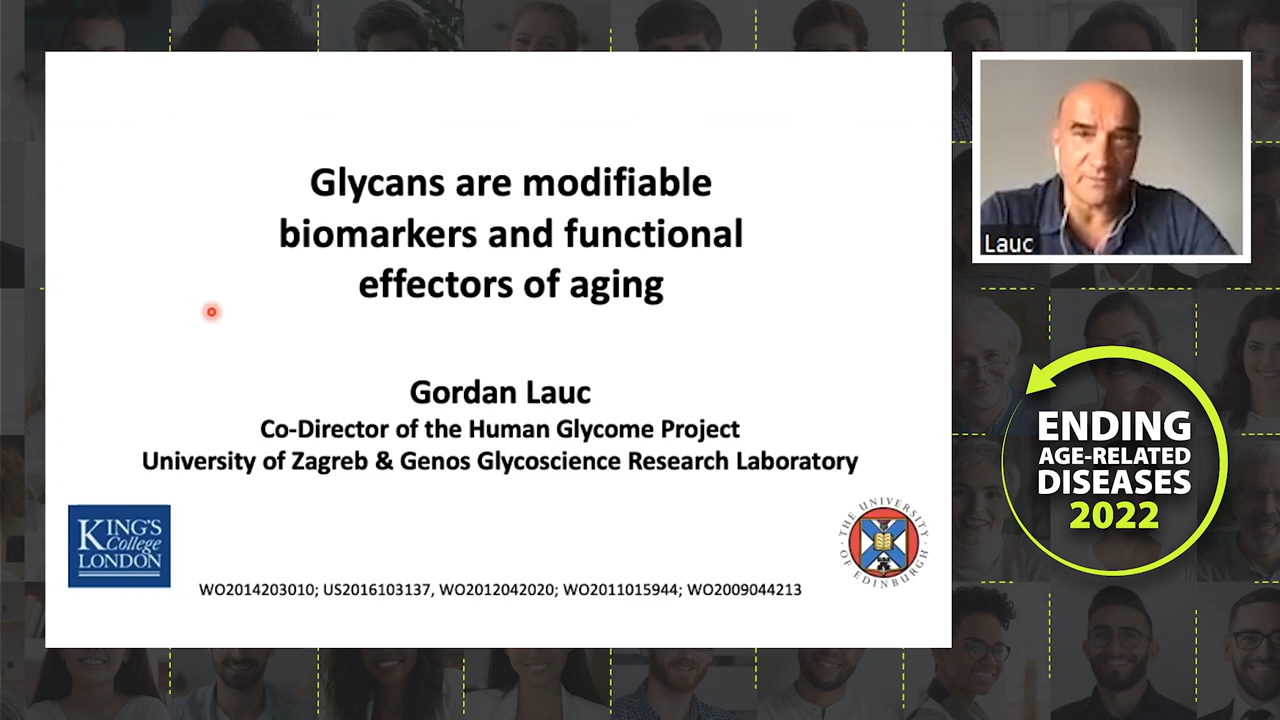 Glycans are modifiable
biomarkers and functional
effectors of aging
Gordan Lauc
Co-Director of the Human Glycome Project
University of Zagreb & Genos Glycoscience Research Laboratory
KING'S
College
LONDON
THE UNIVERSITY OF EDINBURGH
WO2014203010; US2016103137, WO2012042020; WO2011015944; WO2009044213
Lauc
ENDING
AGE-RELATED
DISEASES
2022